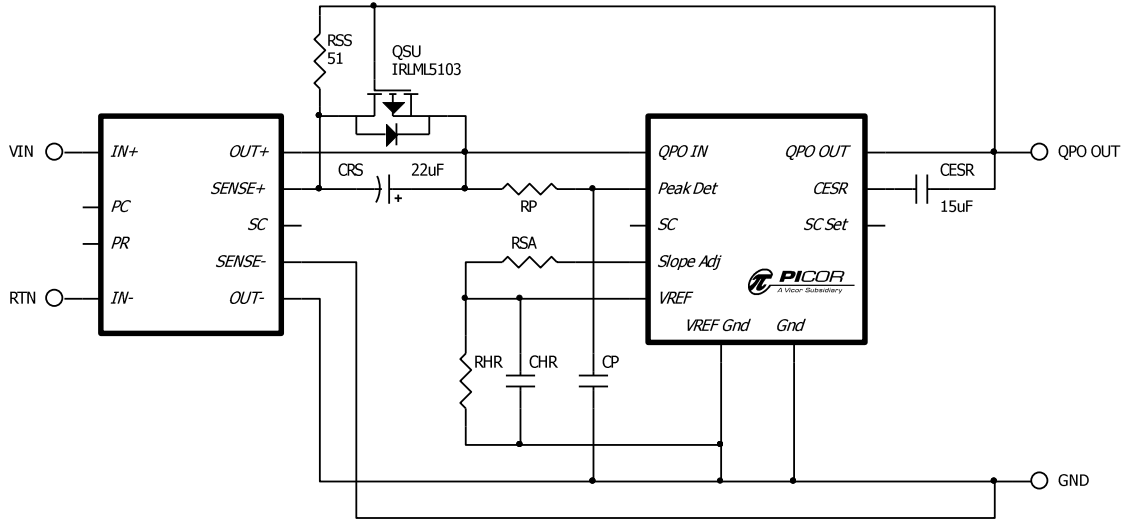 RSS
51
QSU
IRLML5103
VIN
IN+
OUT+
CRS
22uF
QPO IN
QPO OUT
QPO OUT
SENSE+
Peak Det
CESR
CESR
15uF
PC
RP
SC
SC
SC Set
PR
RSA
SENSE-
Slope Adj
PICOR
A Vicor Subsidiary
RTN
IN-
OUT-
VREF
VREF Gnd
Gnd
RHR
CHR
CP
+
GND